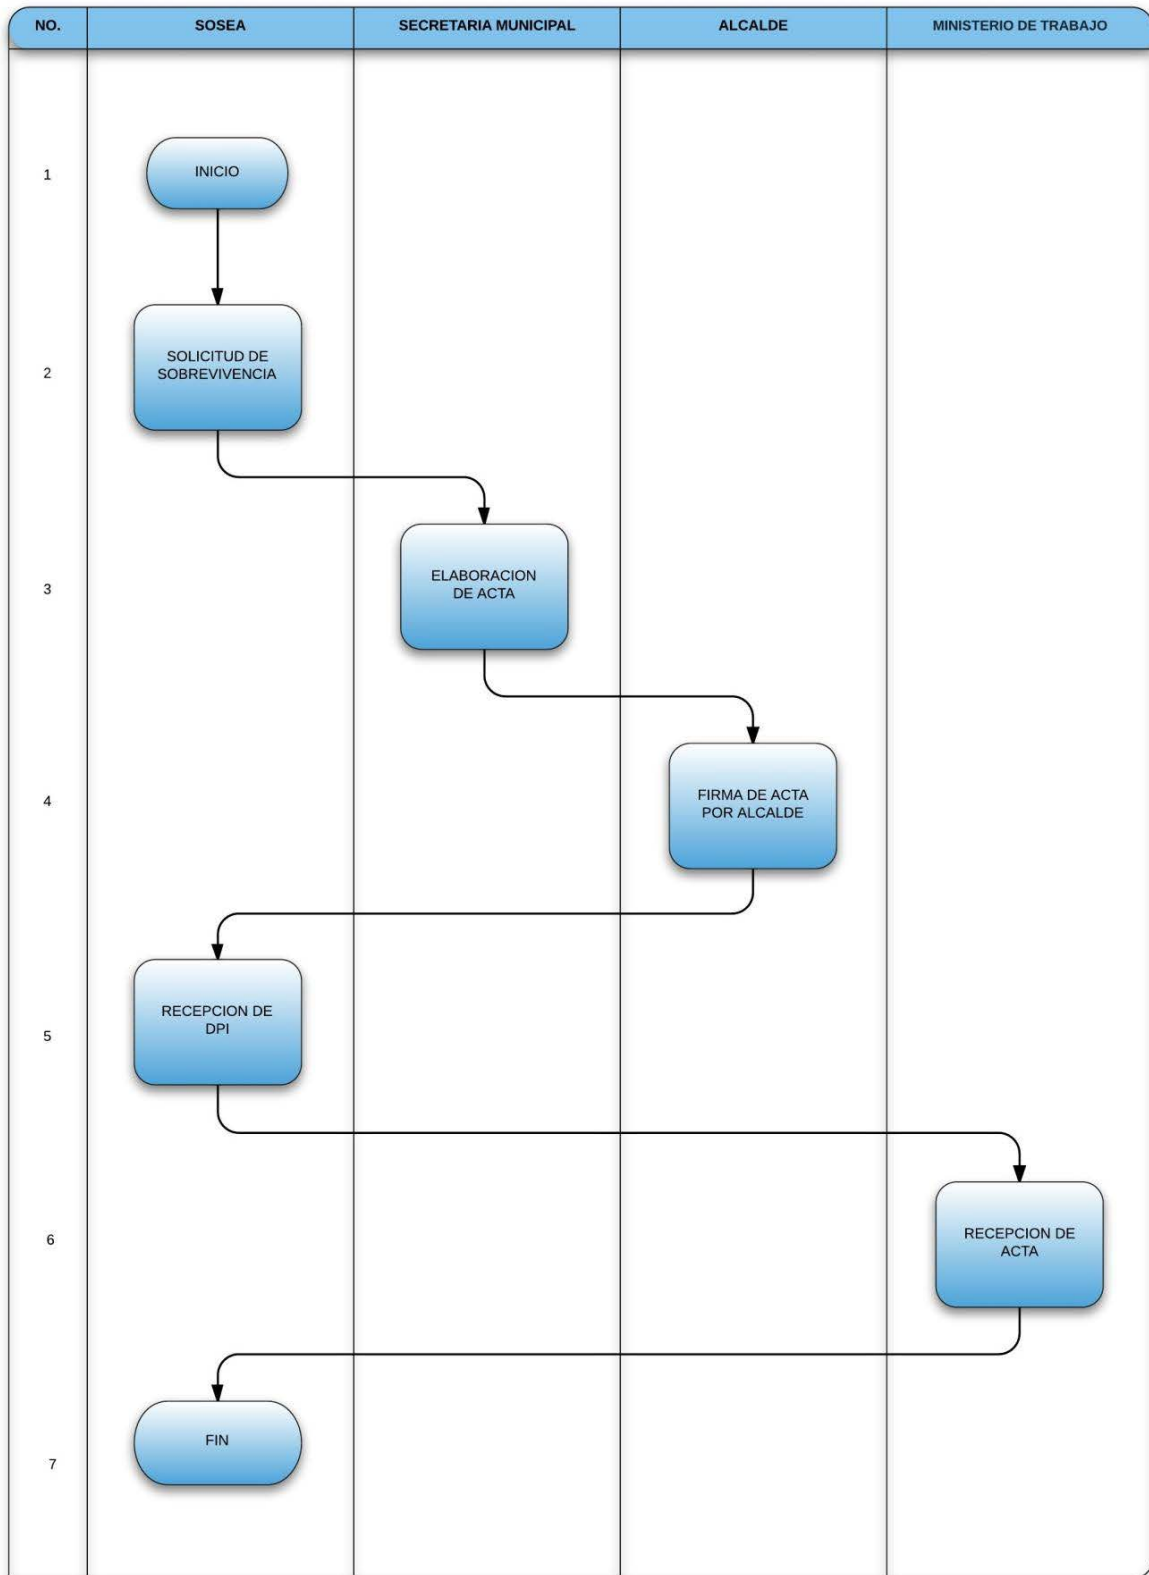 NO. SOSEA SECRETARIA MUNICIPAL ALCALDE MINISTERIO DE TRABAJO
1 INICIO
SOLICITUD DE
2 SOBREVIVENCIA
ELABORACION
3 DE ACTA
FIRMA DE ACTA
4 POR ALCALDE
RECEPCION DE
DPI
5
RECEPCION DE
6 ACTA
FIN
7